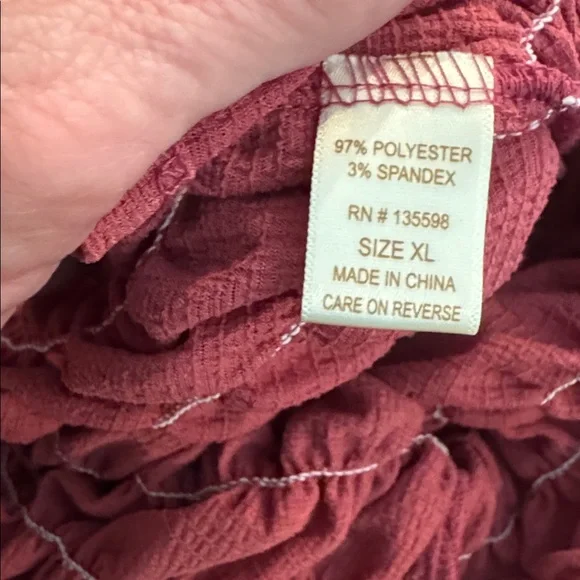 97% POLYESTER
3% SPANDEX
RN # 135598
SIZE XL
MADE IN CHINA
CARE ON REVERSE